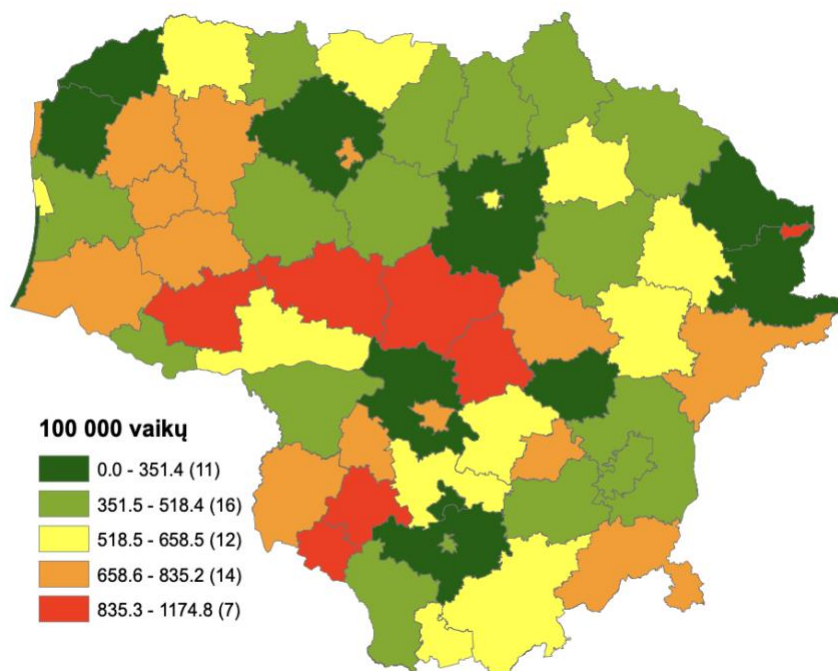 100 000 vaikų
0.0 - 351.4 (11)
351.5 - 518.4 (16)
518.5 - 658.5 (12)
658.6 - 835.2 (14)
835.3 - 1174.8 (7)